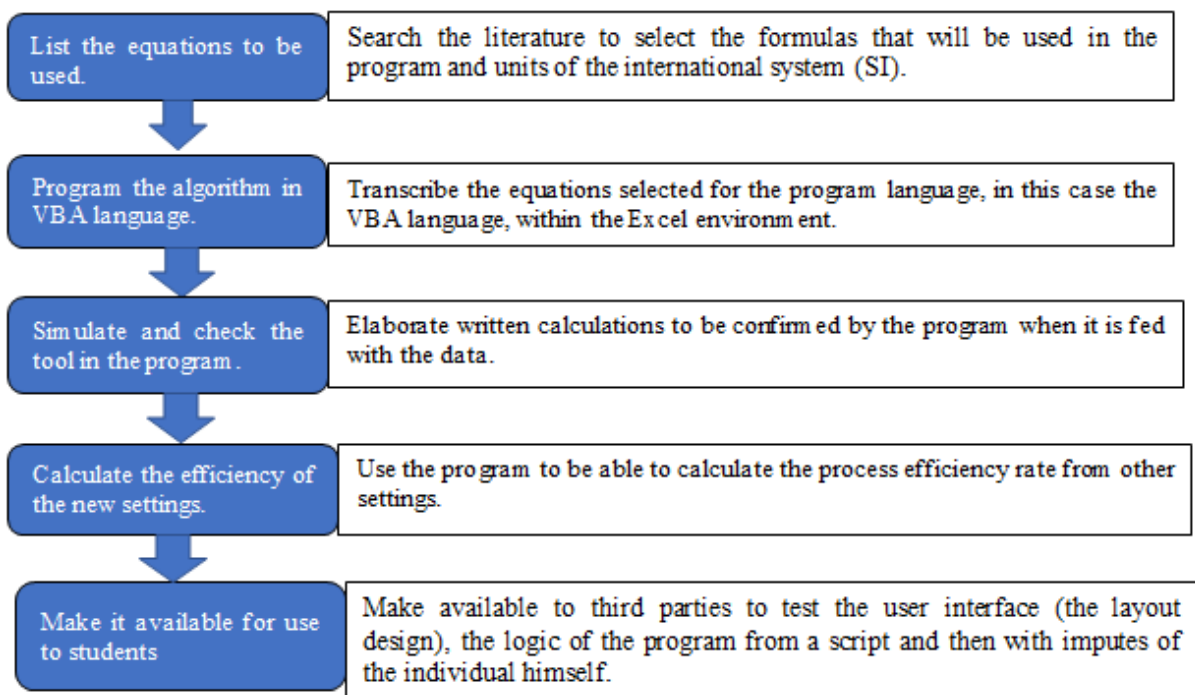 List the equations to be
used.
Search the literature to select the formulas that will be used in the
program and units of the international system (SI).
Program the algorithm in
VBA language.
Transcribe the equations selected for the program language, in this case the
VBA language, within the Excel environment.
Simulate and check the
tool in the program.
Elaborate written calculations to be confirmed by the program when it is fed
with the data.
Calculate the efficiency of
the new settings.
Use the program to be able to calculate the process efficiency rate from other
settings.
Make it available for use
to students
Make available to third parties to test the user interface (the layout
design), the logic of the program from a script and then with imputes of
the individual himself.